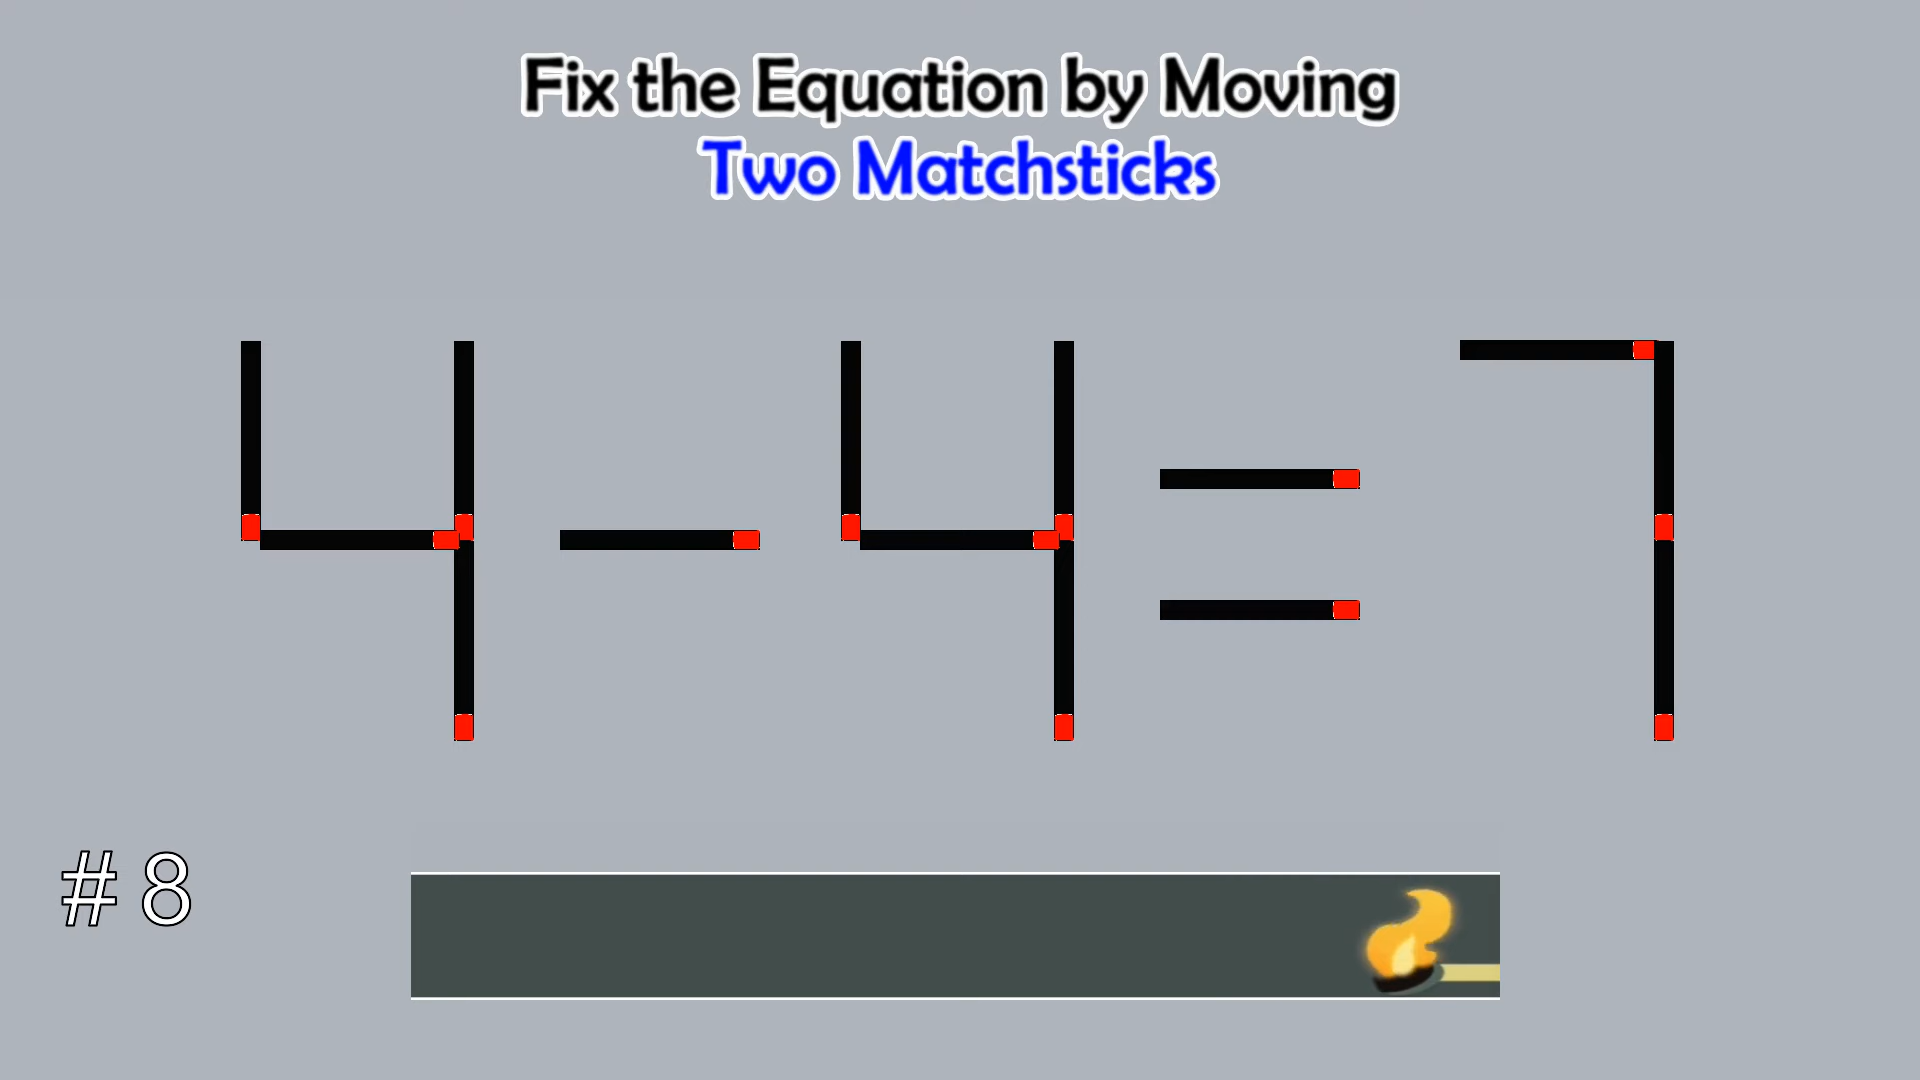 Fix the Equation by Moving
Two Matchsticks
4 - 4 = 7
# 8